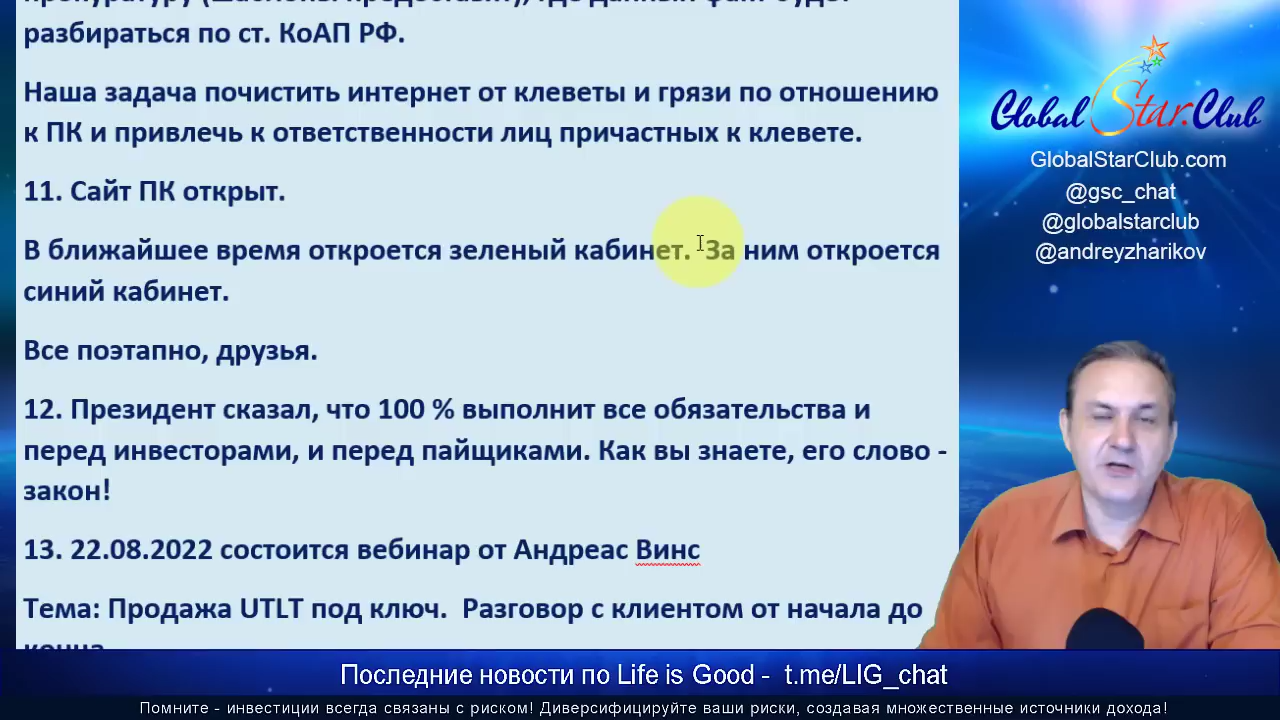 разбираться по ст. КоАП РФ.
Наша задача почистить интернет от клеветы и грязи по отношению
к ПК и привлечь к ответственности лиц причастных к клевете.
11. Сайт ПК открыт.
В ближайшее время откроется зеленый кабинет.  За ним откроется
синий кабинет.
Все поэтапно, друзья.
12. Президент сказал, что 100 % выполнит все обязательства и
перед инвесторами, и перед пайщиками. Как вы знаете, его слово -
закон!
13. 22.08.2022 состоится вебинар от Андреас Винс
Тема: Продажа UTLT под ключ.  Разговор с клиентом от начала до
Global Star.Club
GlobalStarClub.com
@gsc_chat
@globalstarclub
@andreyzharikov
Последние новости по Life is Good -  t.me/LIG_chat
Помните - инвестиции всегда связаны с риском! Диверсифицируйте ваши риски, создавая множественные источники дохода!